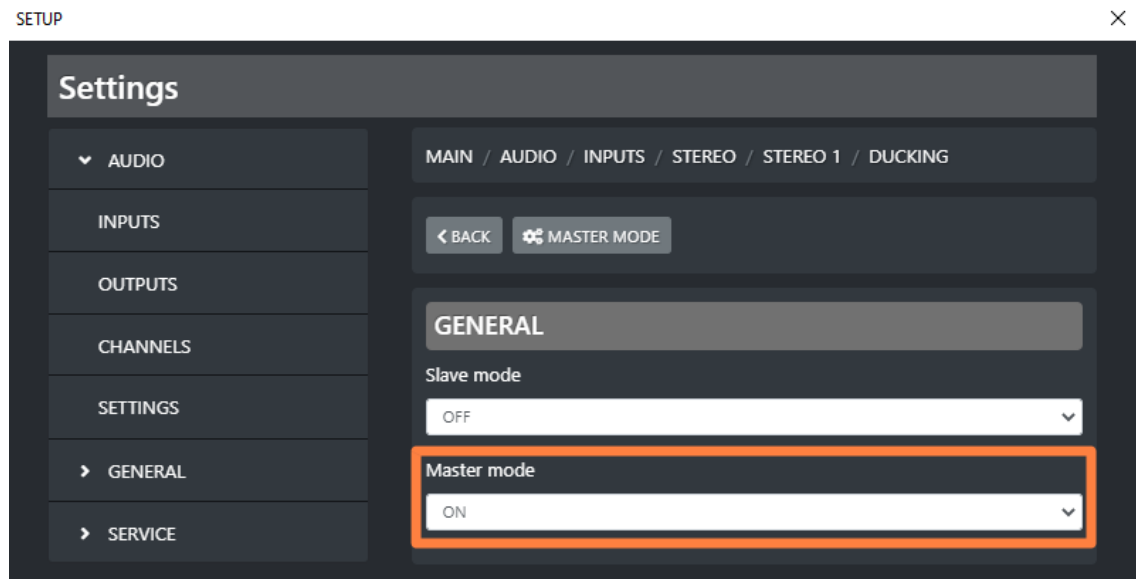 SETUP
Settings
AUDIO
INPUTS
OUTPUTS
CHANNELS
SETTINGS
GENERAL
SERVICE
MAIN / AUDIO / INPUTS / STEREO / STEREO 1 / DUCKING
BACK MASTER MODE
GENERAL
Slave mode
OFF
Master mode
ON